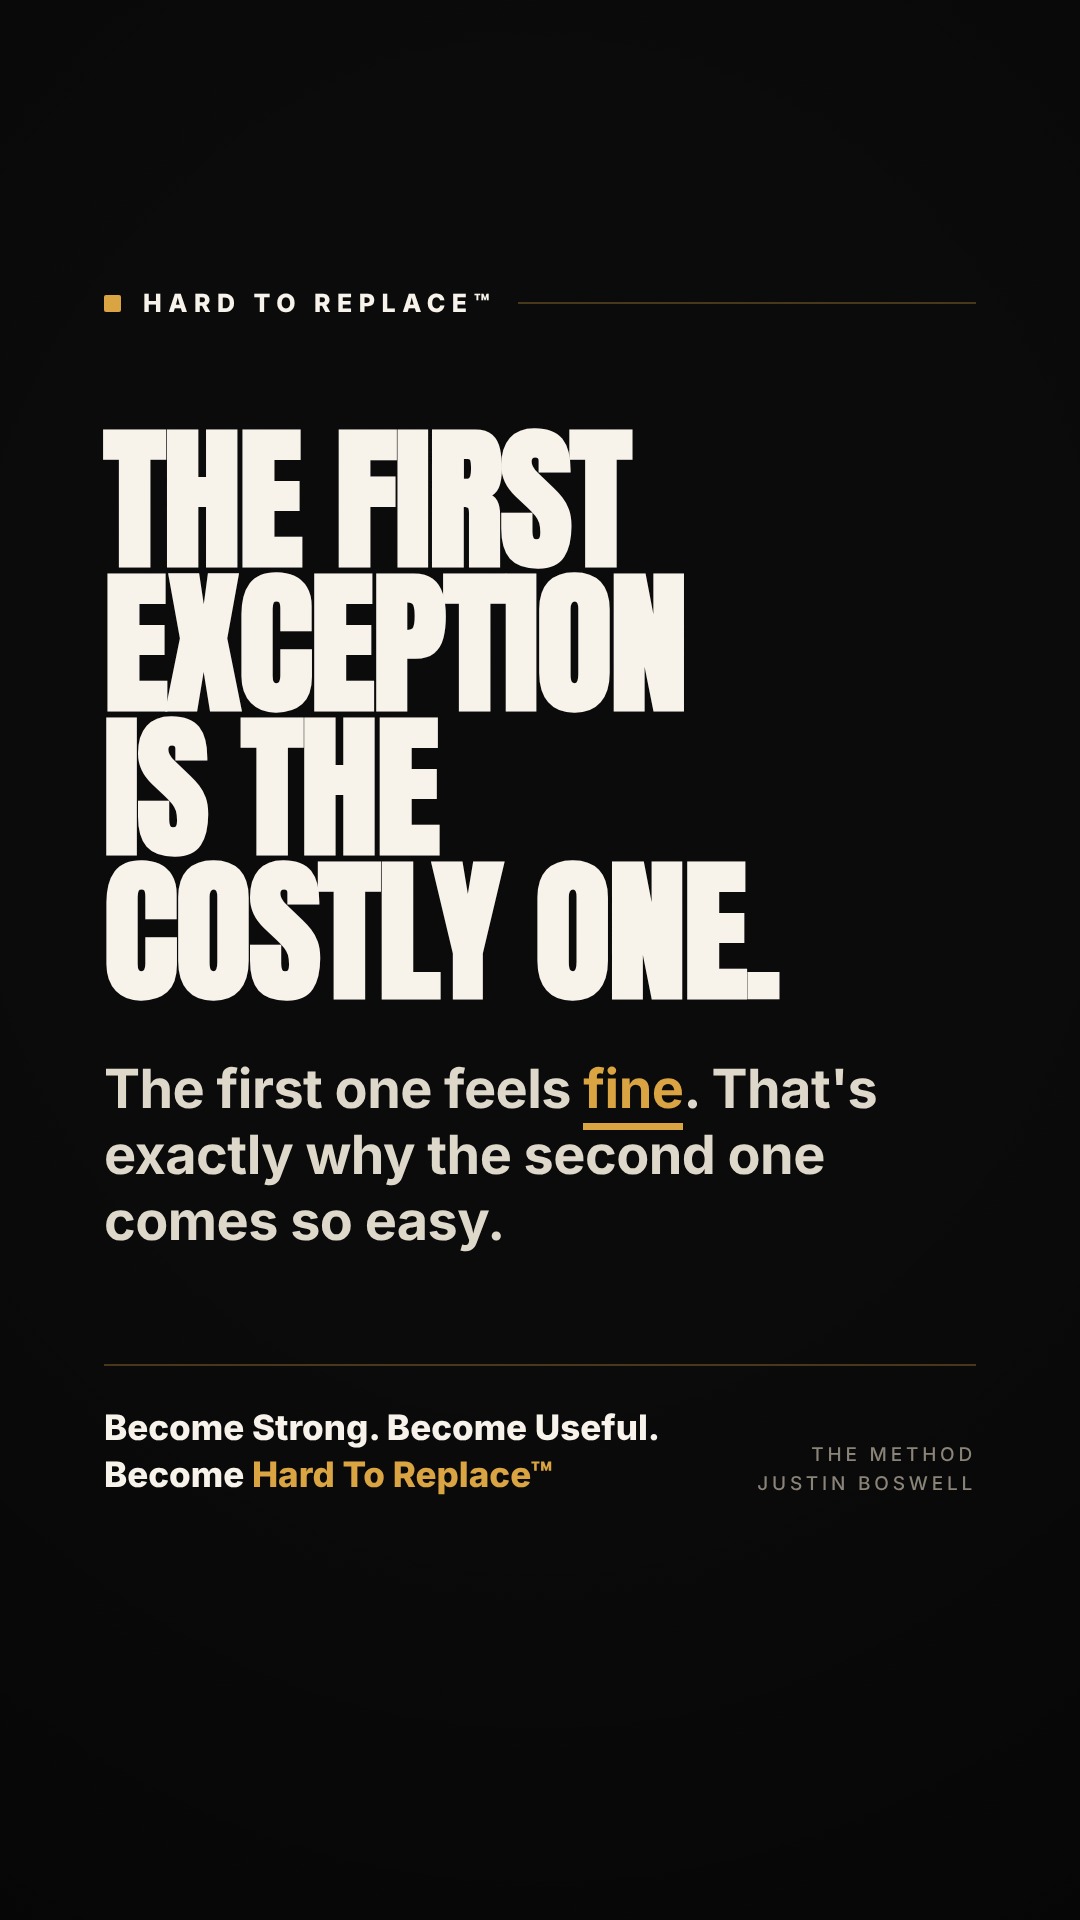 HARD TO REPLACE™
THE FIRST
EXCEPTION
IS THE
COSTLY ONE.
The first one feels fine. That's
exactly why the second one
comes so easy.
Become Strong. Become Useful.
Become Hard To Replace™
THE METHOD
JUSTIN BOSWELL